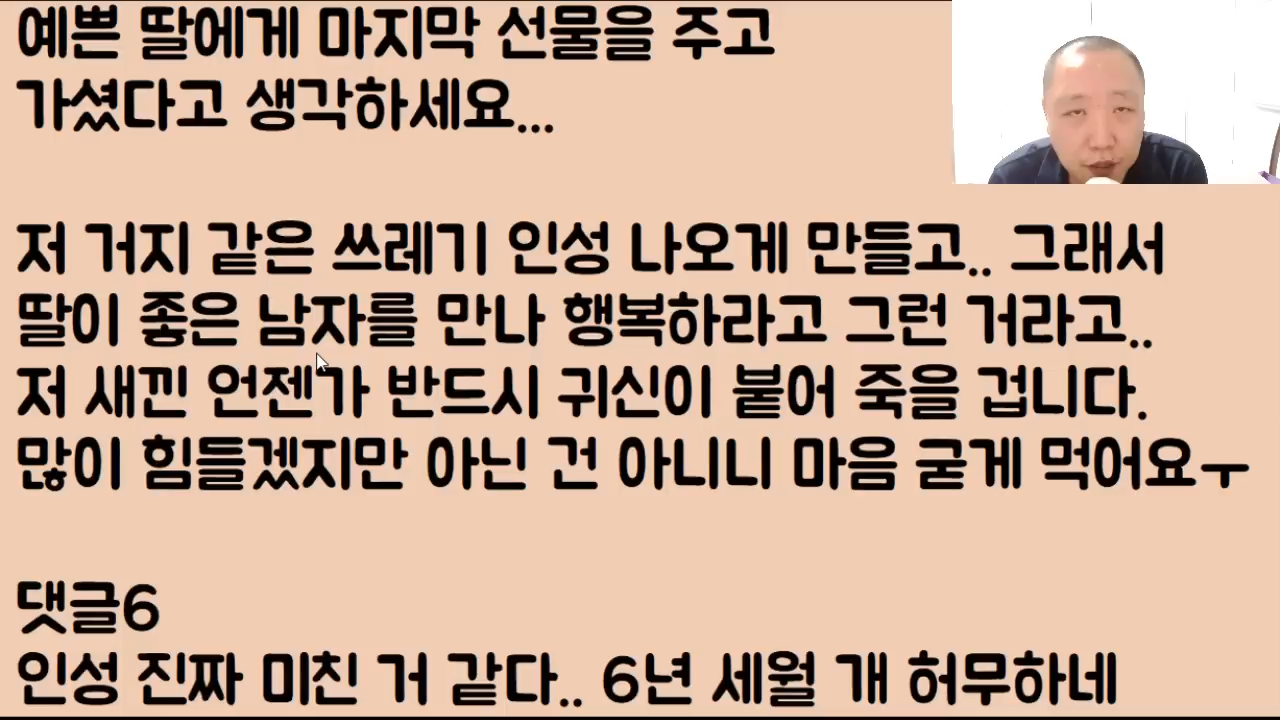 예쁜 딸에게 마지막 선물을 주고
가셨다고 생각하세요...
저 거지 같은 쓰레기 인성 나오게 만들고.. 그래서
딸이 좋은 남자를 만나 행복하라고 그런 거라고..
저 새낀 언젠가 반드시 귀신이 붙어 죽을 겁니다.
많이 힘들겠지만 아닌 건 아니니 마음 굳게 먹어요ㅜ
댓글6
인성 진짜 미친 거 같다.. 6년 세월 개 허무하네